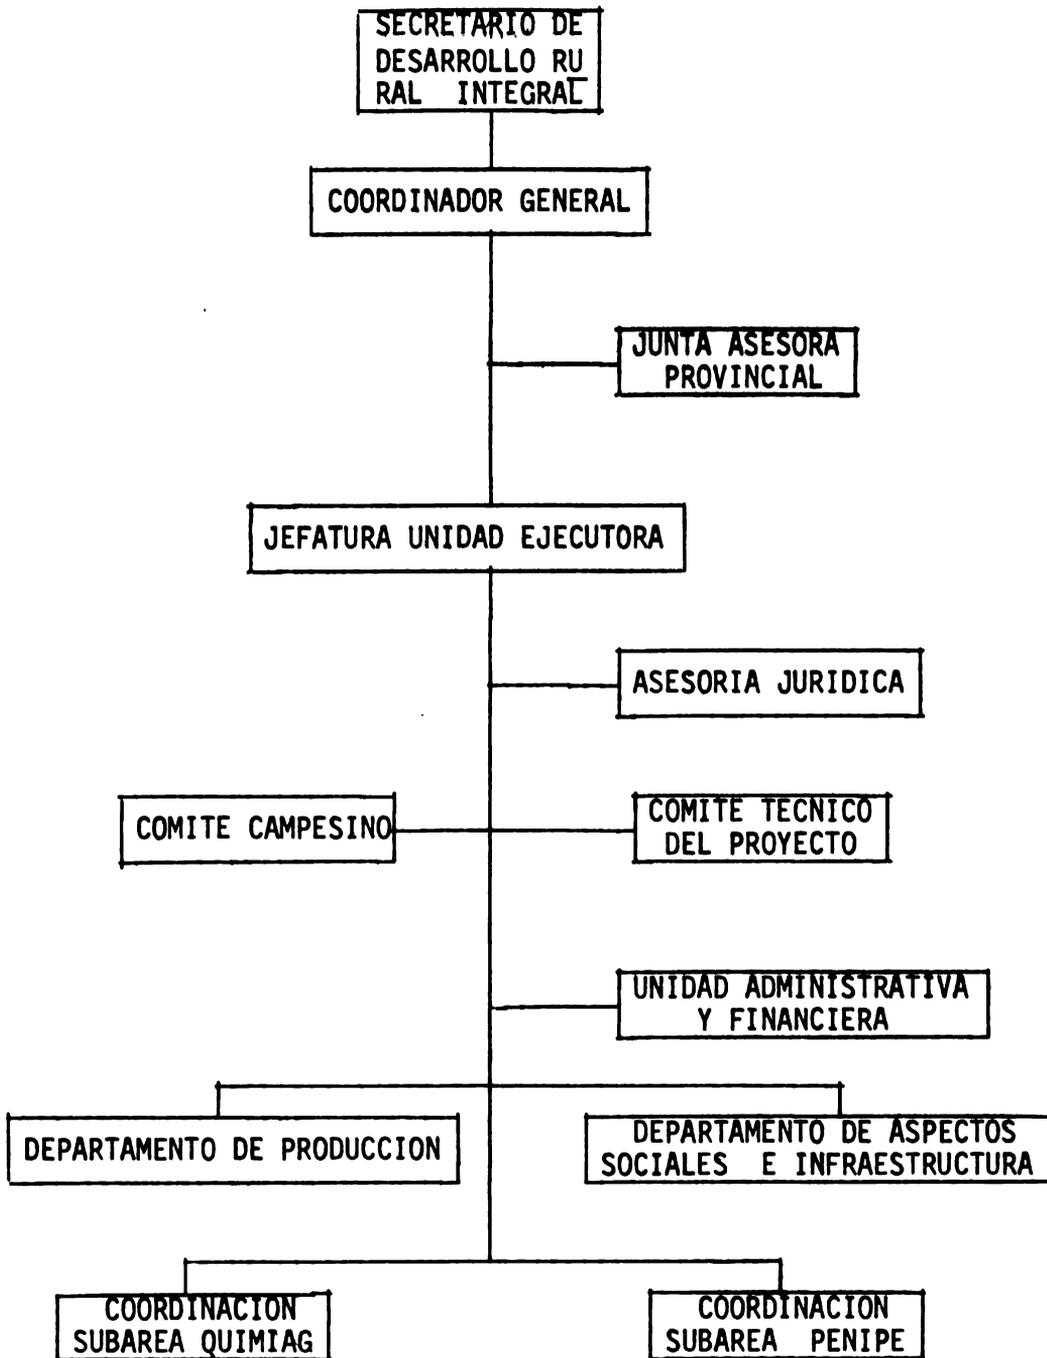 SECRETARIO DE
DESARROLLO RU
RAL INTEGRAL
COORDINADOR GENERAL
JUNTA ASESORA
PROVINCIAL
JEFATURA UNIDAD EJECUTORA
ASESORIA JURIDICA
COMITE CAMPESINO
COMITE TECNICO
DEL PROYECTO
UNIDAD ADMINISTRATIVA
Y FINANCIERA
DEPARTAMENTO DE PRODUCCION
DEPARTAMENTO DE ASPECTOS
SOCIALES E INFRAESTRUCTURA
COORDINACION
SUBAREA QUIMIAG
COORDINACION
SUBAREA PENIPE